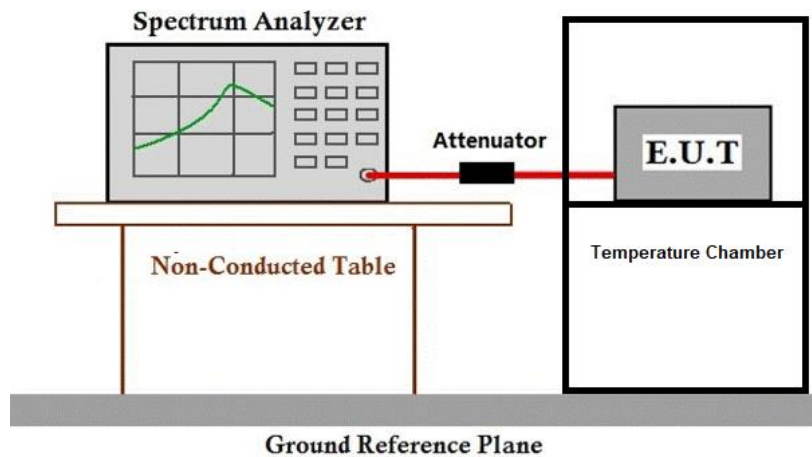 Spectrum Analyzer
Attenuator
E.U.T
Non-Conducted Table
Temperature Chamber
Ground Reference Plane